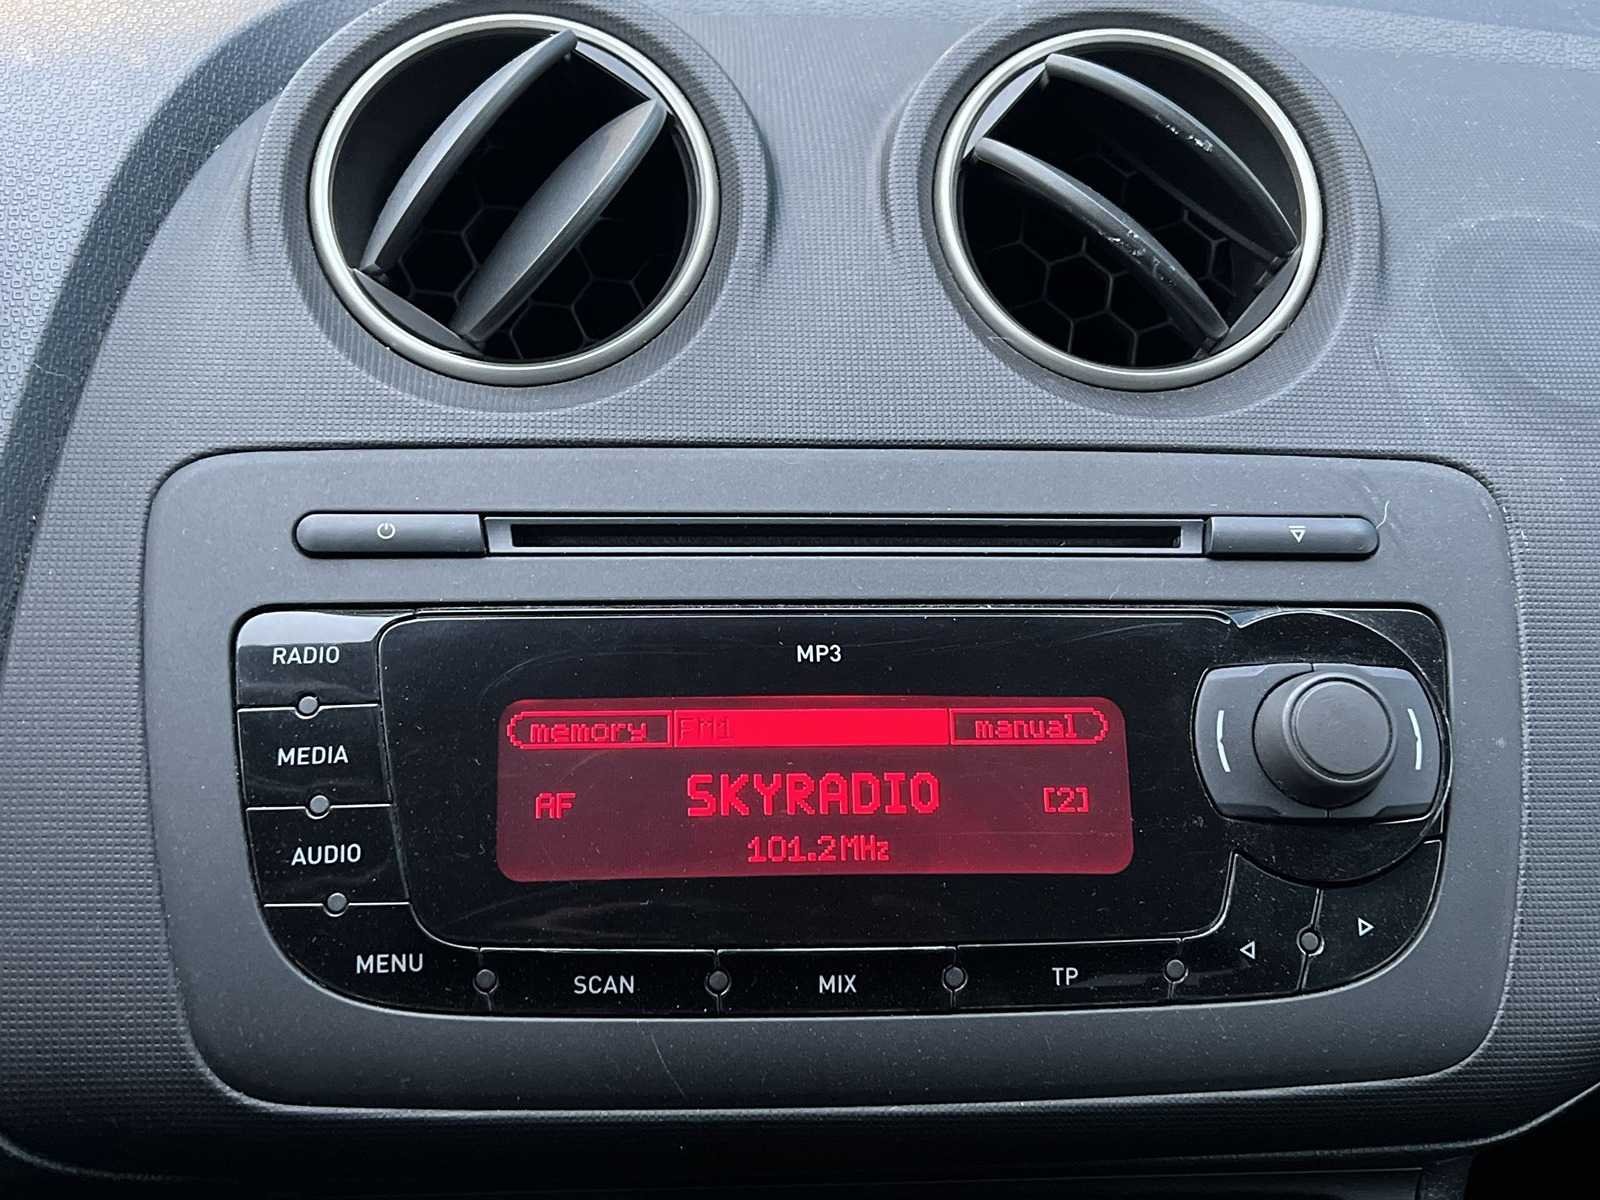 MP3
RADIO
memory FM1 manual
MEDIA
AF SKYRADIO [2]
101.2MHz
AUDIO
MENU
SCAN MIX TP